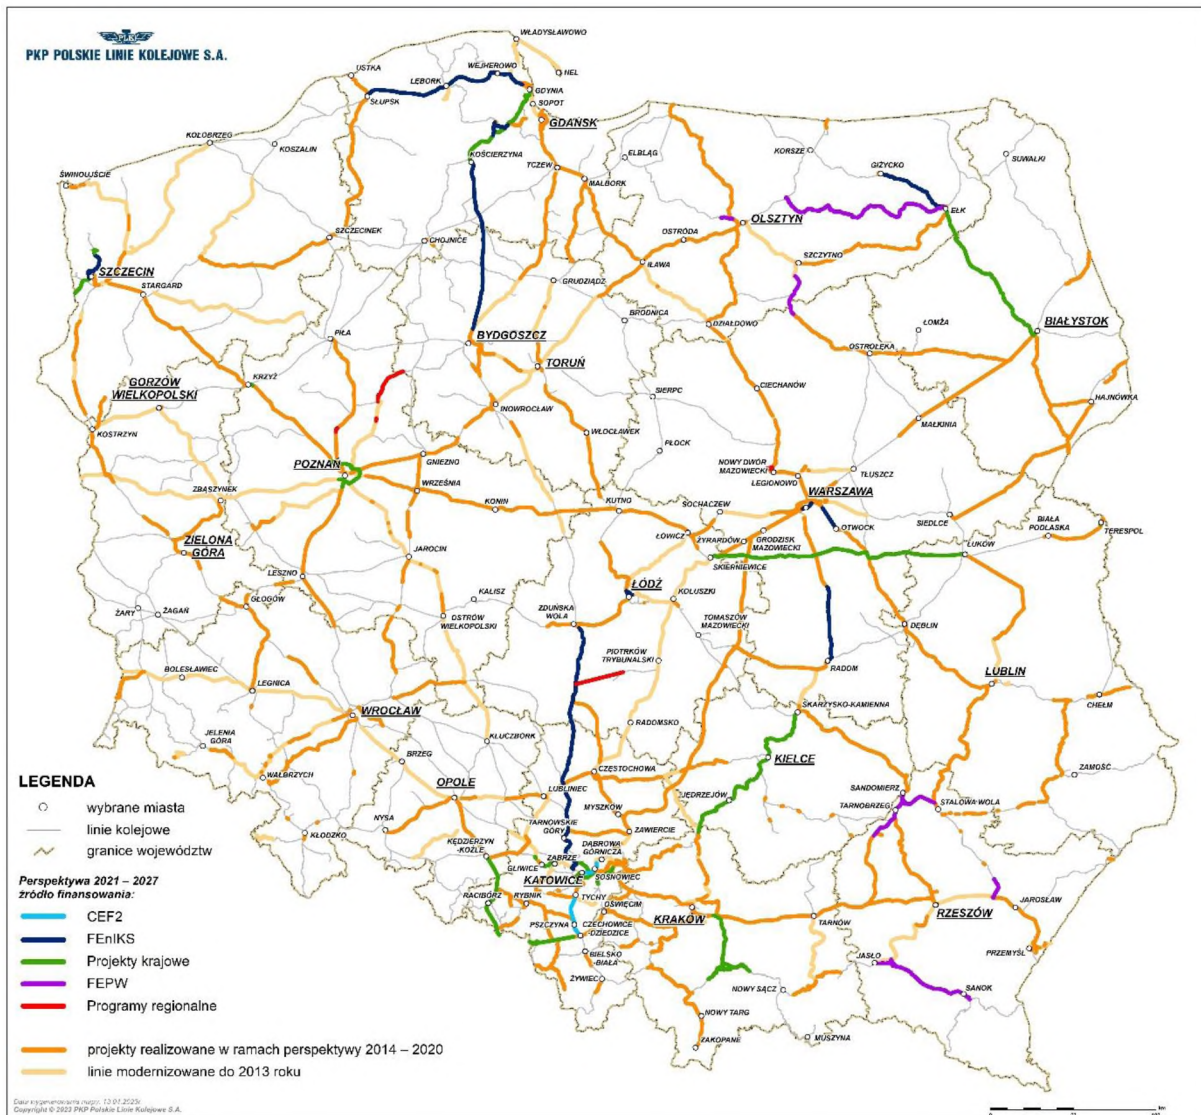 PKP POLSKIE LINIE KOLEJOWE S.A.
WŁADYSŁAWOWO
HEL
USTKA
LĘBORK
WEJHEROWO
GDYNIA
SOPOT
SŁUPSK
GDAŃSK
KOŁOBRZEG
KOSZALIN
KOŚCIERZYNA
TCZEW
MALBORK
ELBLĄG
KORSZE
GIŻYCKO
SUWAŁKI
ŚWINOUJŚCIE
OLSZTYN
EŁK
SZCZECINEK
CHOJNICE
OSTRÓDA
IŁAWA
SZCZYTNO
SZCZECIN
STARGARD
GRUDZIĄDZ
BRODNICA
DZIAŁDOWO
ŁOMŻA
BIAŁYSTOK
PIŁA
BYDGOSZCZ
OSTROŁĘKA
TORUŃ
KRZYŻ
GORZÓW
WIELKOPOLSKI
SIERPC
CIECHANÓW
HAJNÓWKA
INOWROCŁAW
MAŁKINIA
KOSTRZYN
WŁOCŁAWEK
PŁOCK
POZNAŃ
GNIEZNO
NOWY DWÓR
MAZOWIECKI
LEGIONOWO
TŁUSZCZ
WRZEŚNIA
WARSZAWA
ZBĄSZYNEK
KONIN
KUTNO
SOCHACZEW
OTWOCK
SIEDLCE
BIAŁA
PODLASKA
TERESPOL
ZIELONA
GÓRA
ŁOWICZ
ŻYRARDÓW
GRODZISK
MAZOWIECKI
ŁUKÓW
JAROCIN
SKIERNIEWICE
LESZNO
ŁÓDŹ
KOLUSZKI
ŻARY
ŻAGAŃ
GŁOGÓW
KALISZ
OSTRÓW
WIELKOPOLSKI
ZDUŃSKA
WOLA
TOMASZÓW
MAZOWIECKI
DĘBLIN
PIOTRKÓW
TRYBUNALSKI
RADOM
BOLESŁAWIEC
LEGNICA
LUBLIN
CHEŁM
WROCŁAW
RADOMSKO
SKARŻYSKO-KAMIENNA
JELENIA
GÓRA
KLUCZBORK
BRZEG
KIELCE
WAŁBRZYCH
OPOLE
CZĘSTOCHOWA
ZAMOŚĆ
LUBLINIEC
JĘDRZEJÓW
SANDOMIERZ
TARNOBRZEG
STALOWA WOLA
MYSZKÓW
NYSA
KŁODZKO
TARNOWSKIE
GÓRY
ZAWIERCIE
KĘDZIERZYN
-KOŹLE
DĄBROWA
GÓRNICZA
GLIWICE
ZABRZE
KATOWICE
SOSNOWIEC
RACIBÓRZ
RYBNIK
TYCHY
OŚWIĘCIM
KRAKÓW
TARNÓW
RZESZÓW
JAROSŁAW
PSZCZYNA
CZECHOWICE
DZIEDZICE
BIELSKO
-BIAŁA
PRZEMYŚL
JASŁO
ŻYWIEC
NOWY SĄCZ
SANOK
NOWY TARG
MUSZYNA
ZAKOPANE
LEGENDA
wybrane miasta
linie kolejowe
granice województw
Perspektywa 2021 – 2027
źródło finansowania:
CEF2
FEnIKS
Projekty krajowe
FEPW
Programy regionalne
projekty realizowane w ramach perspektywy 2014 – 2020
linie modernizowane do 2013 roku
Copyright © 2023 PKP Polskie Linie Kolejowe S.A.